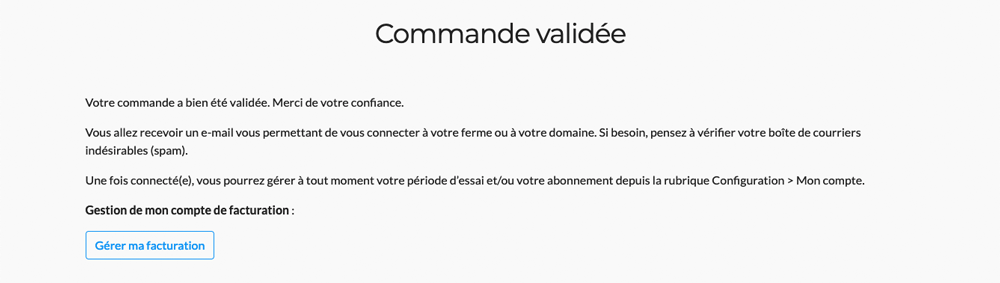 Commande validée
Votre commande a bien été validée. Merci de votre confiance.
Vous allez recevoir un e-mail vous permettant de vous connecter à votre ferme ou à votre domaine. Si besoin, pensez à vérifier votre boîte de courriers
indésirables (spam).
Une fois connecté(e), vous pourrez gérer à tout moment votre période d’essai et/ou votre abonnement depuis la rubrique Configuration > Mon compte.
Gestion de mon compte de facturation :
Gérer ma facturation